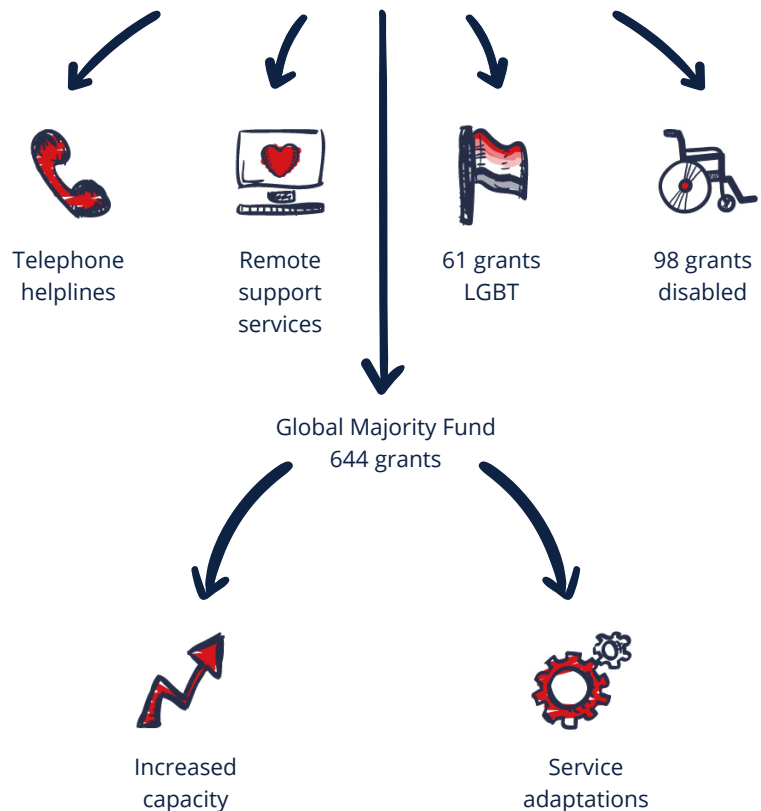 Telephone
helplines
Remote
support
services
61 grants
LGBT
98 grants
disabled
Global Majority Fund
644 grants
Increased
capacity
Service
adaptations